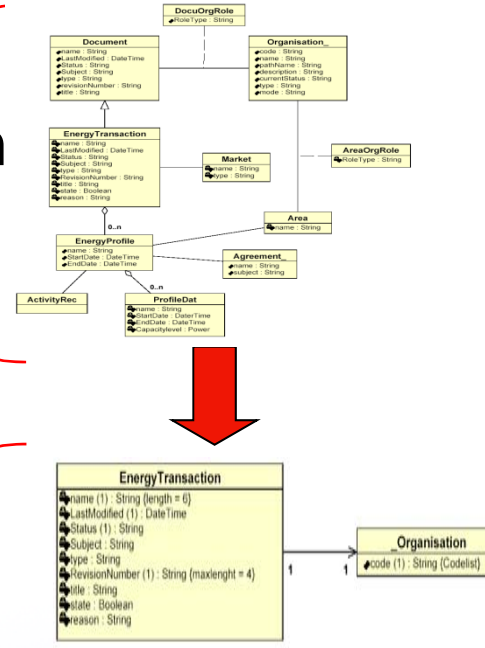 DocuOrgRole
RoleType : String
Document
name : String
LastModified : DateTime
Status : String
Subject : String
type : String
revisionNumber : String
title : String
Organisation_
code : String
name : String
pathName : String
description : String
currentStatus : String
type : String
mode : String
n
EnergyTransaction
name : String
LastModified : DateTime
Status : String
Subject : String
type : String
RevisionNumber : String
title : String
state : Boolean
reason : String
Market
name : String
type : String
AreaOrgRole
RoleType : String
Area
name : String
0..n
EnergyProfile
name : String
StartDate : DateTime
EndDate : DateTime
Agreement_
name : String
subject : String
ActivityRec
0..n
ProfileDat
name : String
StartDate : DaterTime
EndDate : DateTime
Capacitylevel : Power
EnergyTransaction
name (1) : String {length = 6}
LastModified (1) : DateTime
Status (1) : String
Subject : String
type : String
RevisionNumber (1) : String {maxlenght = 4}
title : String
state : Boolean
reason : String
1 1
_Organisation
code (1) : String {Codelist}